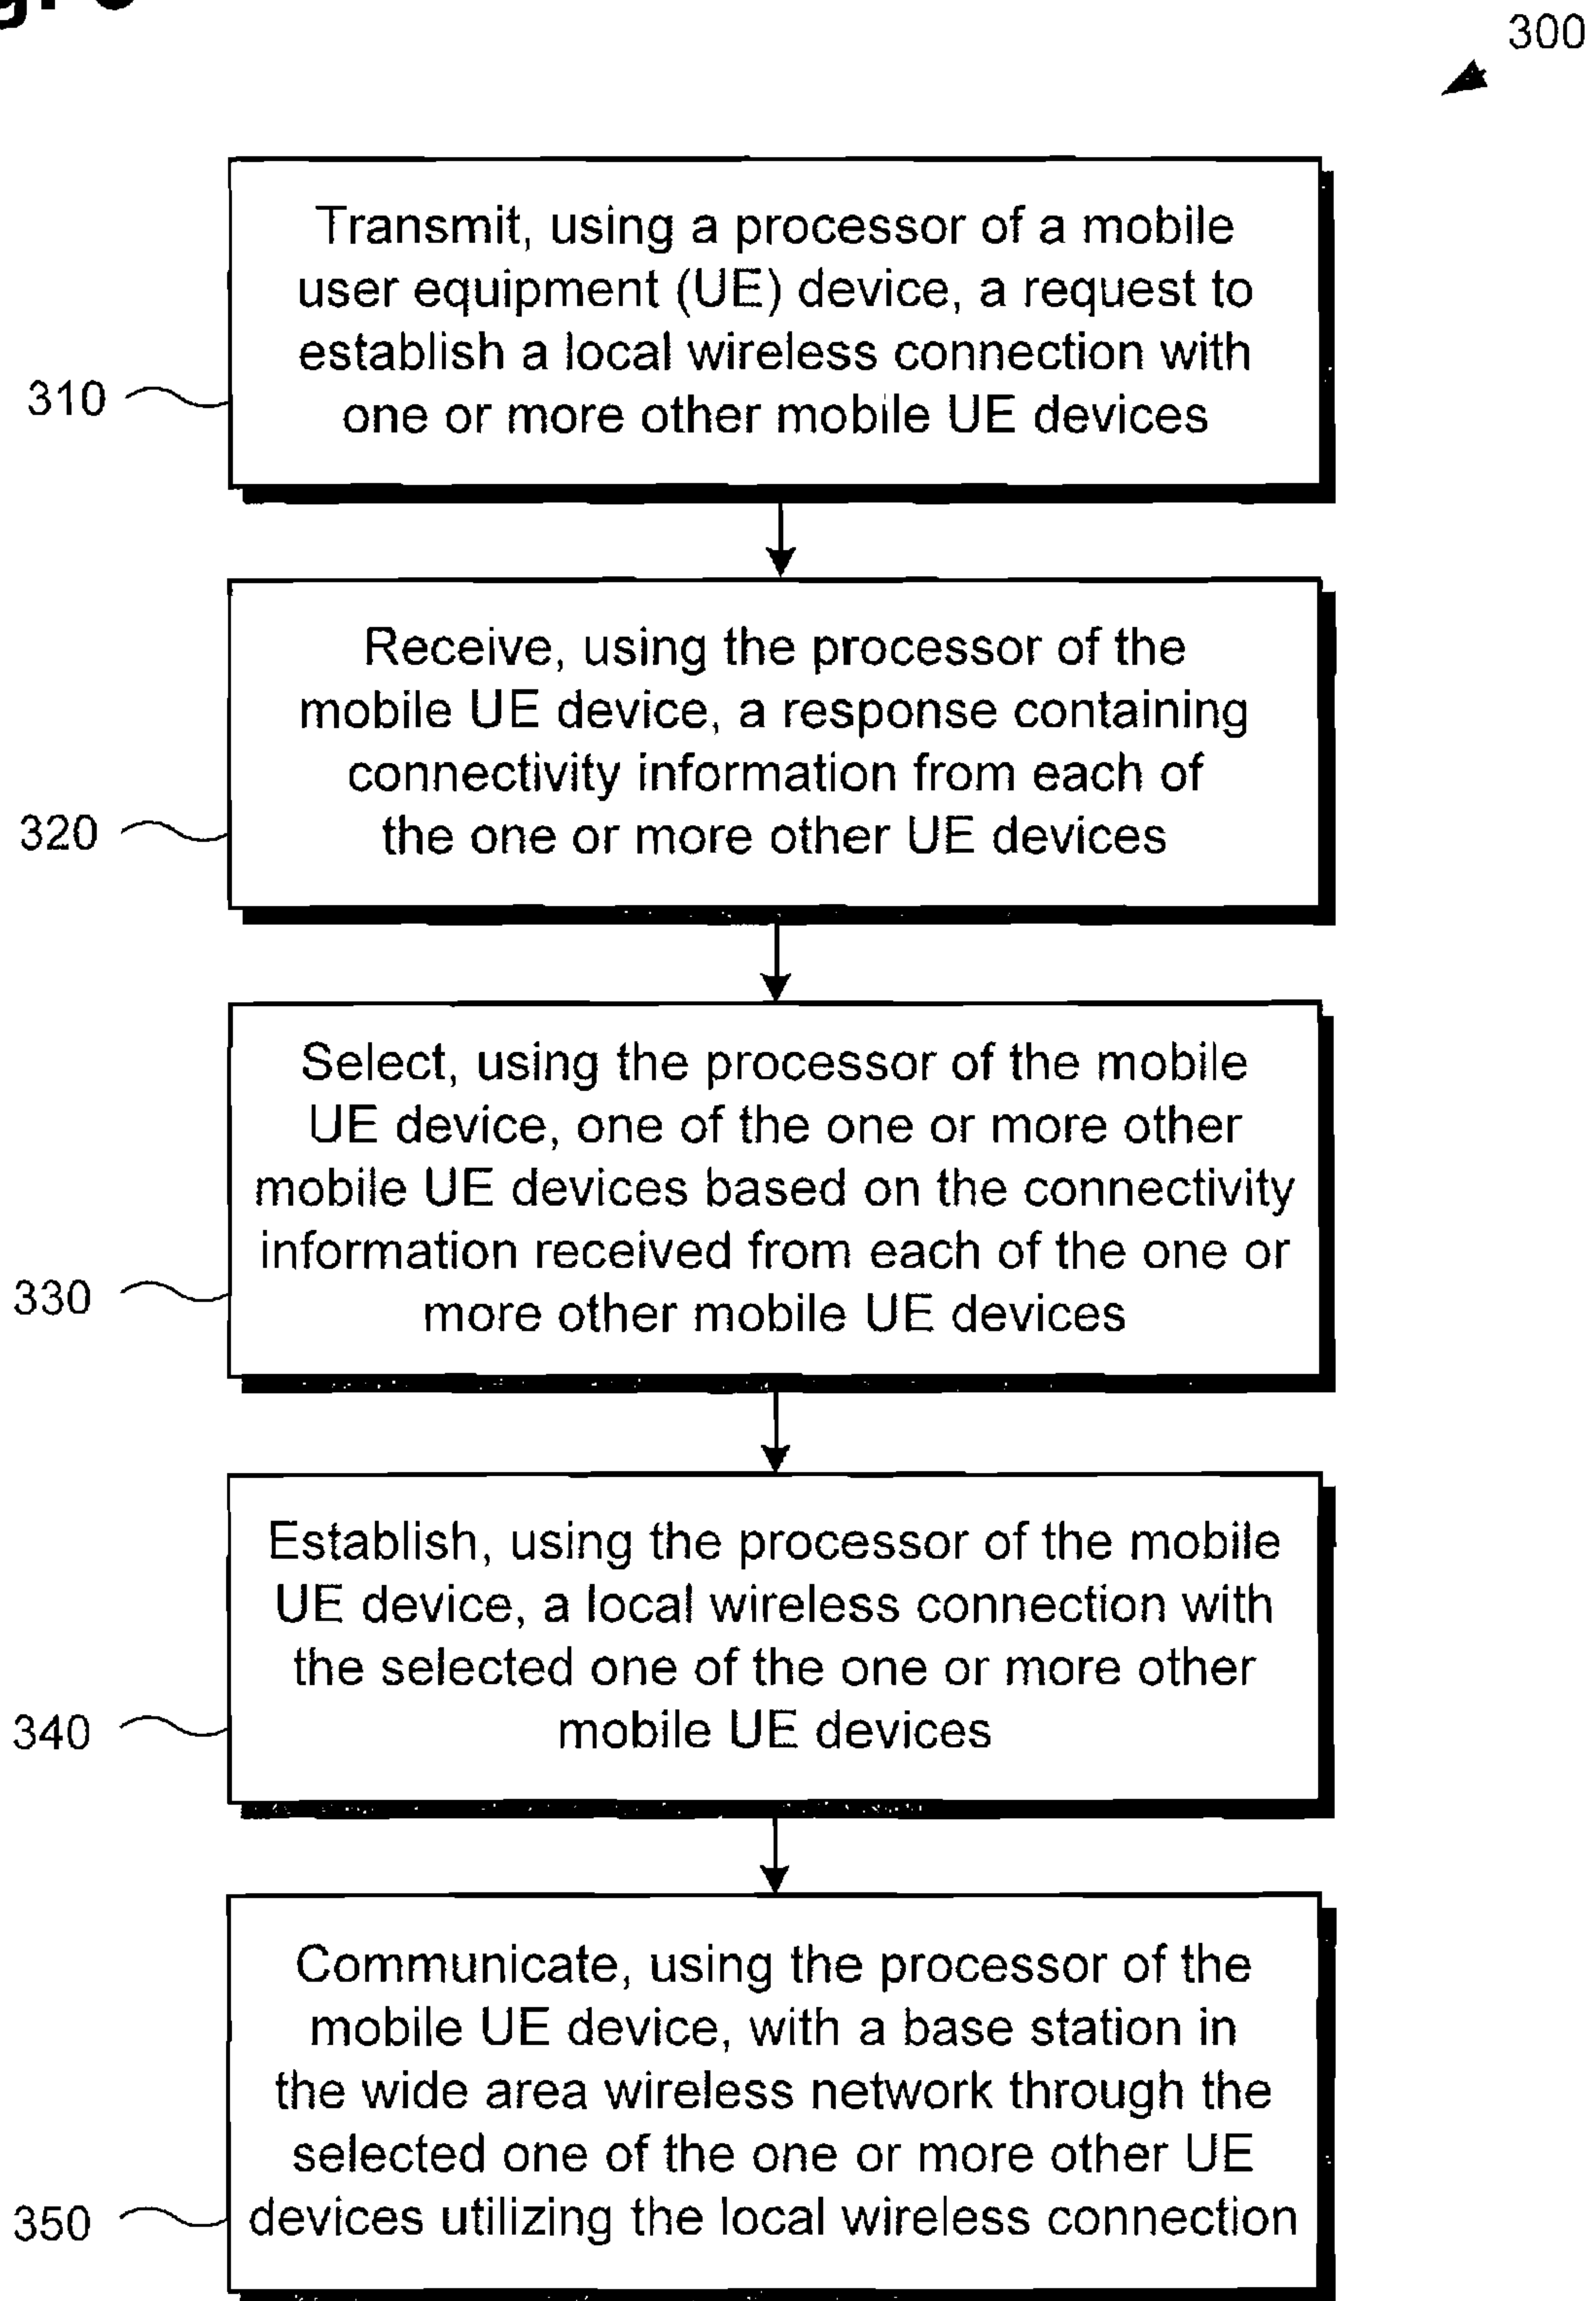 300
Transmit, using a processor of a mobile
user equipment (UE) device, a request to
establish a local wireless connection with
one or more other mobile UE devices
310
Receive, using the processor of the
mobile UE device, a response containing
connectivity information from each of
the one or more other UE devices
320
Select, using the processor of the mobile
UE device, one of the one or more other
mobile UE devices based on the connectivity
information received from each of the one or
more other mobile UE devices
330
Establish, using the processor of the mobile
UE device, a local wireless connection with
the selected one of the one or more other
mobile UE devices
340
Communicate, using the processor of the
mobile UE device, with a base station in
the wide area wireless network through the
selected one of the one or more other UE
devices utilizing the local wireless connection
350